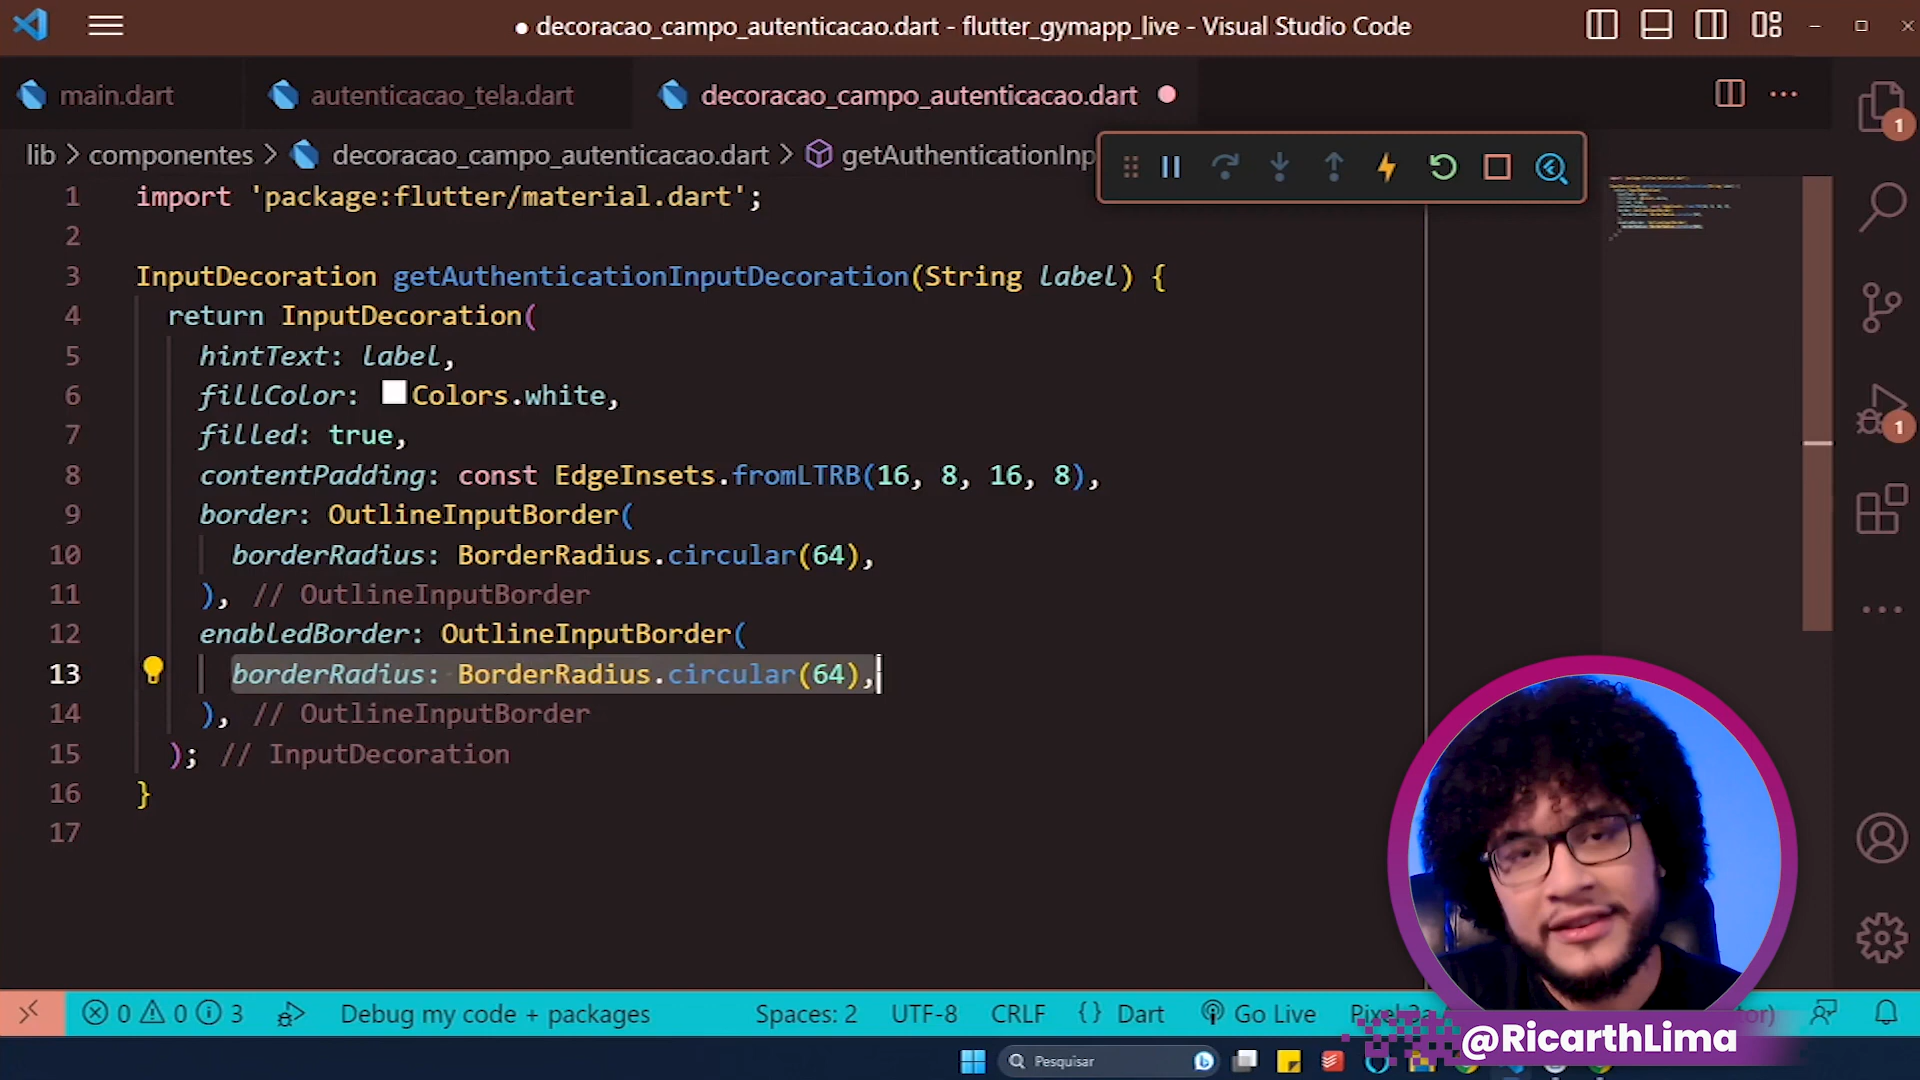 ● decoracao_campo_autenticacao.dart - flutter_gymapp_live - Visual Studio Code
main.dart
autenticacao_tela.dart
decoracao_campo_autenticacao.dart
lib > componentes > decoracao_campo_autenticacao.dart > getAuthenticationInp
1 import 'package:flutter/material.dart';
2
3 InputDecoration getAuthenticationInputDecoration(String label) {
4 return InputDecoration(
5 hintText: label,
6 fillColor: Colors.white,
7 filled: true,
8 contentPadding: const EdgeInsets.fromLTRB(16, 8, 16, 8),
9 border: OutlineInputBorder(
10 borderRadius: BorderRadius.circular(64),
11 ), // OutlineInputBorder
12 enabledBorder: OutlineInputBorder(
13 borderRadius: BorderRadius.circular(64),
14 ), // OutlineInputBorder
15 ); // InputDecoration
16 }
17
1
1
0 0 3 Debug my code + packages Spaces: 2 UTF-8 CRLF {} Dart Go Live
@RicarthLima
Pesquisar